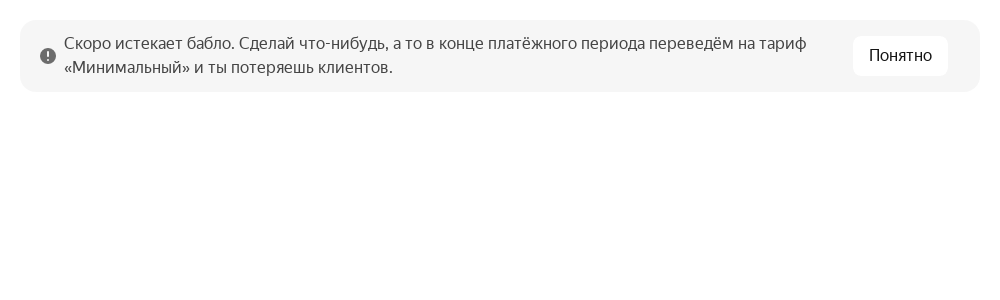 Скоро истекает бабло. Сделай что-нибудь, а то в конце платёжного периода переведём на тариф
«Минимальный» и ты потеряешь клиентов.
Понятно